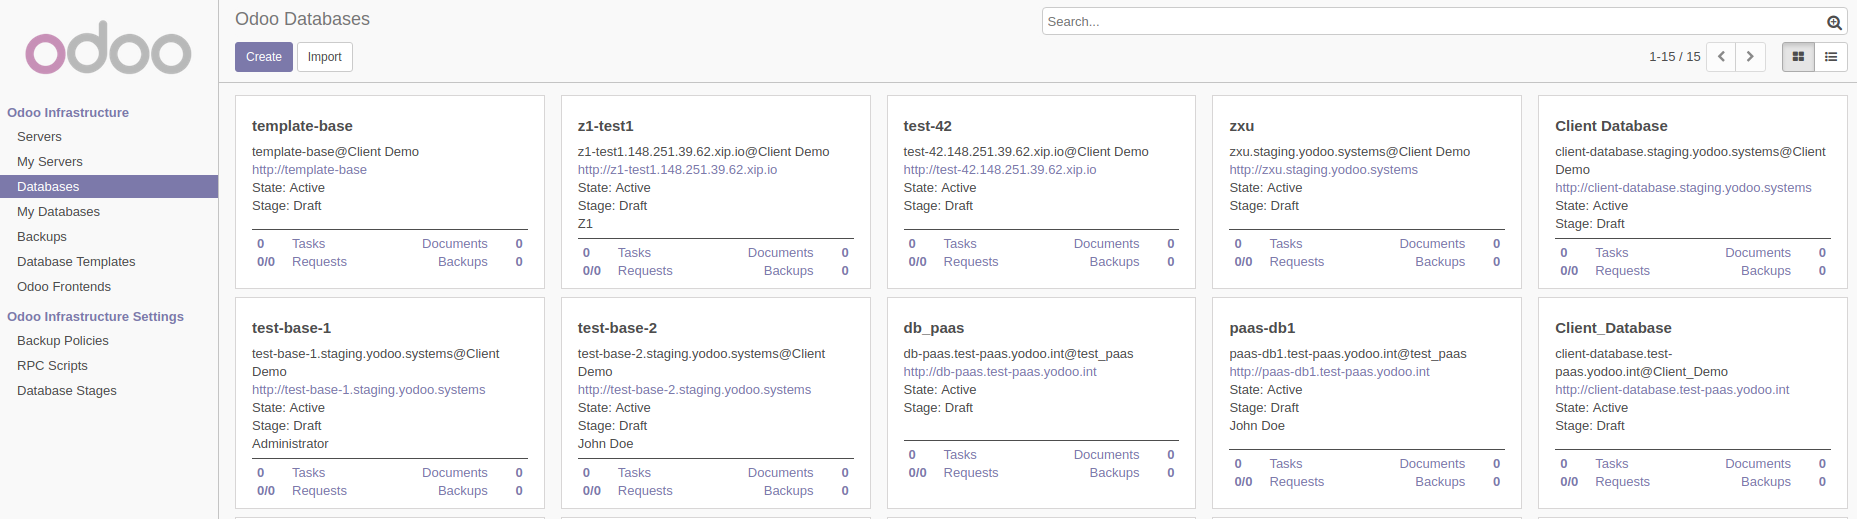 odoo
Odoo Infrastructure
Servers
My Servers
Databases
My Databases
Backups
Database Templates
Odoo Frontends
Odoo Infrastructure Settings
Backup Policies
RPC Scripts
Database Stages
Odoo Databases
Search...
Create Import
1-15 / 15
template-base
template-base@Client Demo
http://template-base
State: Active
Stage: Draft
0 Tasks Documents 0
0/0 Requests Backups 0
z1-test1
z1-test1.148.251.39.62.xip.io@Client Demo
http://z1-test1.148.251.39.62.xip.io
State: Active
Stage: Draft
Z1
0 Tasks Documents 0
0/0 Requests Backups 0
test-42
test-42.148.251.39.62.xip.io@Client Demo
http://test-42.148.251.39.62.xip.io
State: Active
Stage: Draft
0 Tasks Documents 0
0/0 Requests Backups 0
zxu
zxu.staging.yodoo.systems@Client Demo
http://zxu.staging.yodoo.systems
State: Active
Stage: Draft
0 Tasks Documents 0
0/0 Requests Backups 0
Client Database
client-database.staging.yodoo.systems@Client
Demo
http://client-database.staging.yodoo.systems
State: Active
Stage: Draft
0 Tasks Documents 0
0/0 Requests Backups 0
test-base-1
test-base-1.staging.yodoo.systems@Client
Demo
http://test-base-1.staging.yodoo.systems
State: Active
Stage: Draft
Administrator
0 Tasks Documents 0
0/0 Requests Backups 0
test-base-2
test-base-2.staging.yodoo.systems@Client
Demo
http://test-base-2.staging.yodoo.systems
State: Active
Stage: Draft
John Doe
0 Tasks Documents 0
0/0 Requests Backups 0
db_paas
db-paas.test-paas.yodoo.int@test_paas
http://db-paas.test-paas.yodoo.int
State: Active
Stage: Draft
0 Tasks Documents 0
0/0 Requests Backups 0
paas-db1
paas-db1.test-paas.yodoo.int@test_paas
http://paas-db1.test-paas.yodoo.int
State: Active
Stage: Draft
John Doe
0 Tasks Documents 0
0/0 Requests Backups 0
Client_Database
client-database.test-
paas.yodoo.int@Client_Demo
http://client-database.test-paas.yodoo.int
State: Active
Stage: Draft
0 Tasks Documents 0
0/0 Requests Backups 0